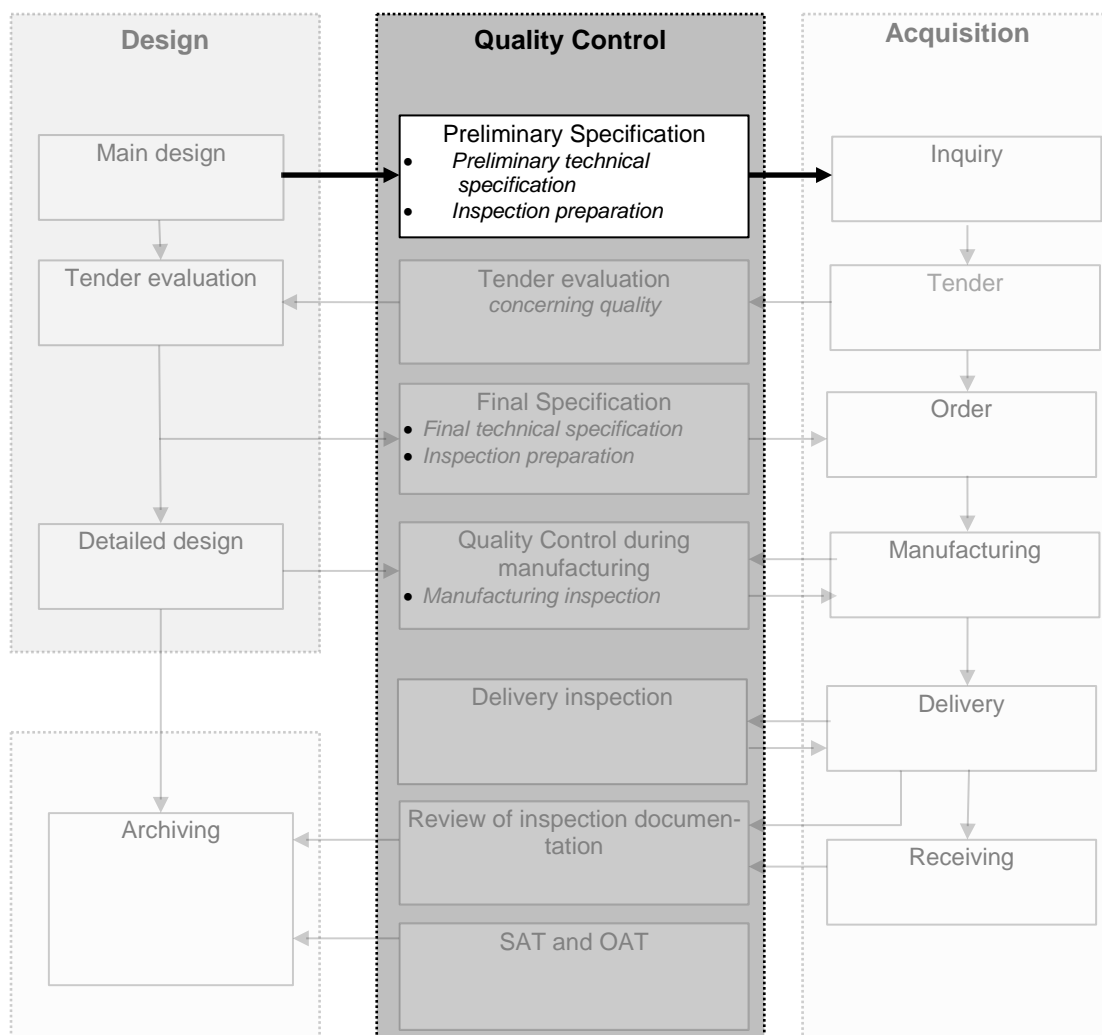 Design
Quality Control
Acquisition
Main design
Preliminary Specification
• Preliminary technical
specification
• Inspection preparation
Inquiry
Tender evaluation
Tender evaluation
concerning quality
Tender
Final Specification
• Final technical specification
• Inspection preparation
Order
Detailed design
Quality Control during
manufacturing
• Manufacturing inspection
Manufacturing
Delivery inspection
Delivery
Archiving
Review of inspection documen-
tation
Receiving
SAT and OAT